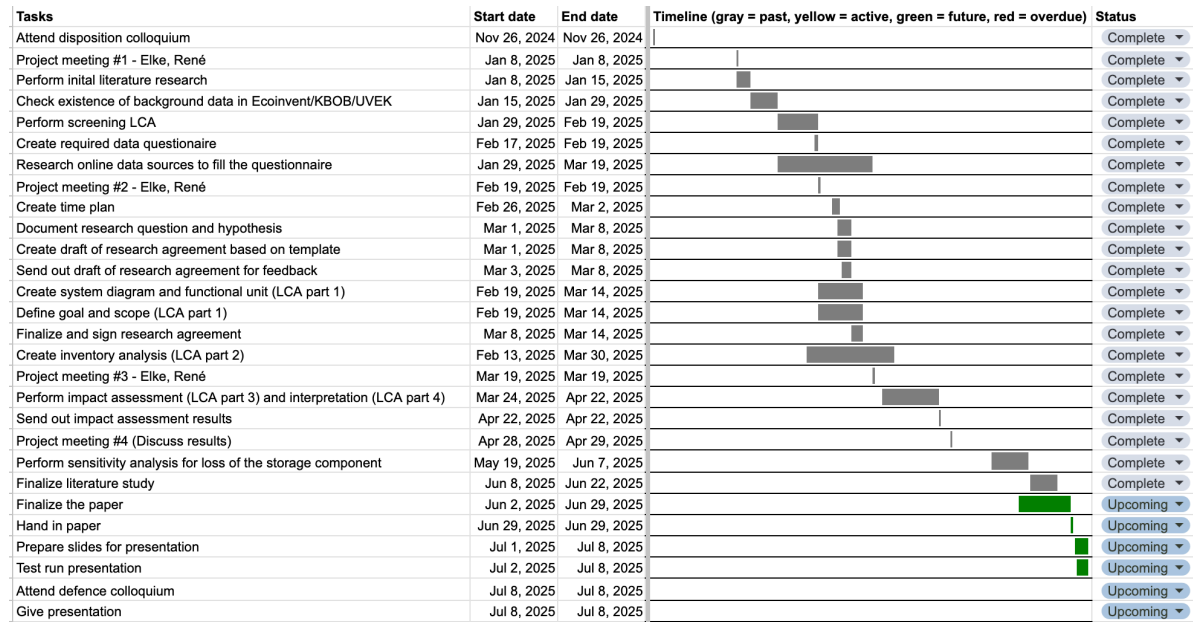 Tasks Start date End date Timeline (gray = past, yellow = active, green = future, red = overdue) Status
Attend disposition colloquium Nov 26, 2024 Nov 26, 2024 Complete
Project meeting #1 - Elke, René Jan 8, 2025 Jan 8, 2025 Complete
Perform inital literature research Jan 8, 2025 Jan 15, 2025 Complete
Check existence of background data in Ecoinvent/KBOB/UVEK Jan 15, 2025 Jan 29, 2025 Complete
Perform screening LCA Jan 29, 2025 Feb 19, 2025 Complete
Create required data questionaire Feb 17, 2025 Feb 19, 2025 Complete
Research online data sources to fill the questionnaire Jan 29, 2025 Mar 19, 2025 Complete
Project meeting #2 - Elke, René Feb 19, 2025 Feb 19, 2025 Complete
Create time plan Feb 26, 2025 Mar 2, 2025 Complete
Document research question and hypothesis Mar 1, 2025 Mar 8, 2025 Complete
Create draft of research agreement based on template Mar 1, 2025 Mar 8, 2025 Complete
Send out draft of research agreement for feedback Mar 3, 2025 Mar 8, 2025 Complete
Create system diagram and functional unit (LCA part 1) Feb 19, 2025 Mar 14, 2025 Complete
Define goal and scope (LCA part 1) Feb 19, 2025 Mar 14, 2025 Complete
Finalize and sign research agreement Mar 8, 2025 Mar 14, 2025 Complete
Create inventory analysis (LCA part 2) Feb 13, 2025 Mar 30, 2025 Complete
Project meeting #3 - Elke, René Mar 19, 2025 Mar 19, 2025 Complete
Perform impact assessment (LCA part 3) and interpretation (LCA part 4) Mar 24, 2025 Apr 22, 2025 Complete
Send out impact assessment results Apr 22, 2025 Apr 22, 2025 Complete
Project meeting #4 (Discuss results) Apr 28, 2025 Apr 29, 2025 Complete
Perform sensitivity analysis for loss of the storage component May 19, 2025 Jun 7, 2025 Complete
Finalize literature study Jun 8, 2025 Jun 22, 2025 Complete
Finalize the paper Jun 2, 2025 Jun 29, 2025 Upcoming
Hand in paper Jun 29, 2025 Jun 29, 2025 Upcoming
Prepare slides for presentation Jul 1, 2025 Jul 8, 2025 Upcoming
Test run presentation Jul 2, 2025 Jul 8, 2025 Upcoming
Attend defence colloquium Jul 8, 2025 Jul 8, 2025 Upcoming
Give presentation Jul 8, 2025 Jul 8, 2025 Upcoming